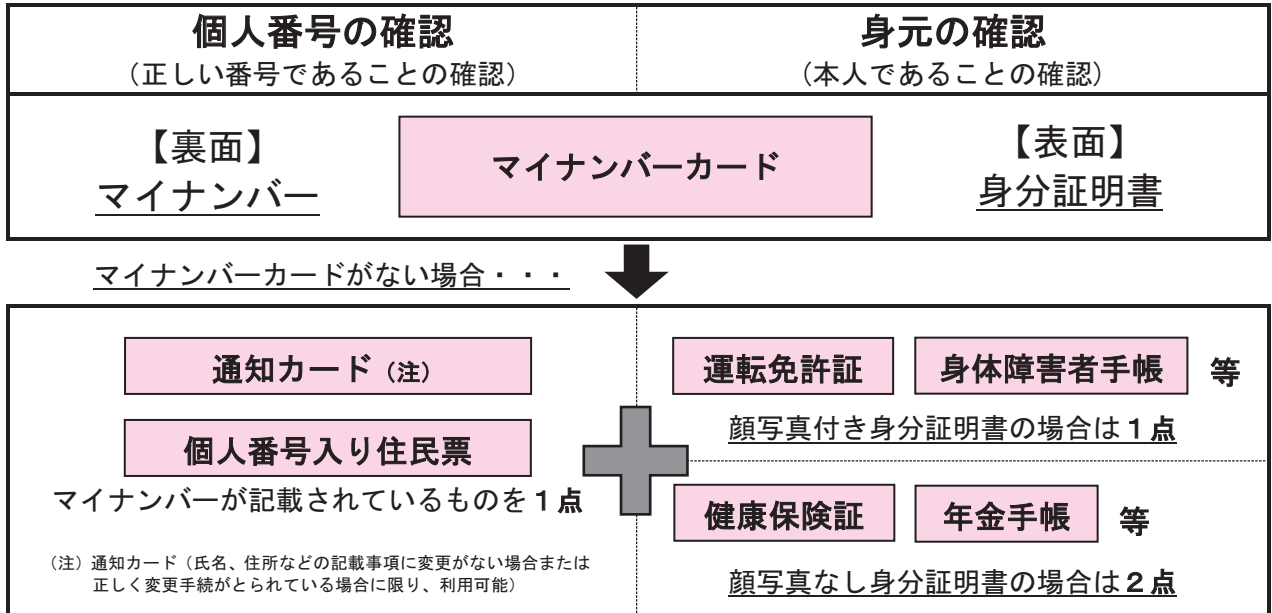 個人番号の確認
(正しい番号であることの確認)
身元の確認
(本人であることの確認)
【裏面】
マイナンバー
マイナンバーカード
【表面】
身分証明書
マイナンバーカードがない場合・・・
通知カード(注)
個人番号入り住民票
マイナンバーが記載されているものを1点
(注)通知カード(氏名、住所などの記載事項に変更がない場合または
正しく変更手続がとられている場合に限り、利用可能)
運転免許証 身体障害者手帳 等
顔写真付き身分証明書の場合は1点
健康保険証 年金手帳 等
顔写真なし身分証明書の場合は2点